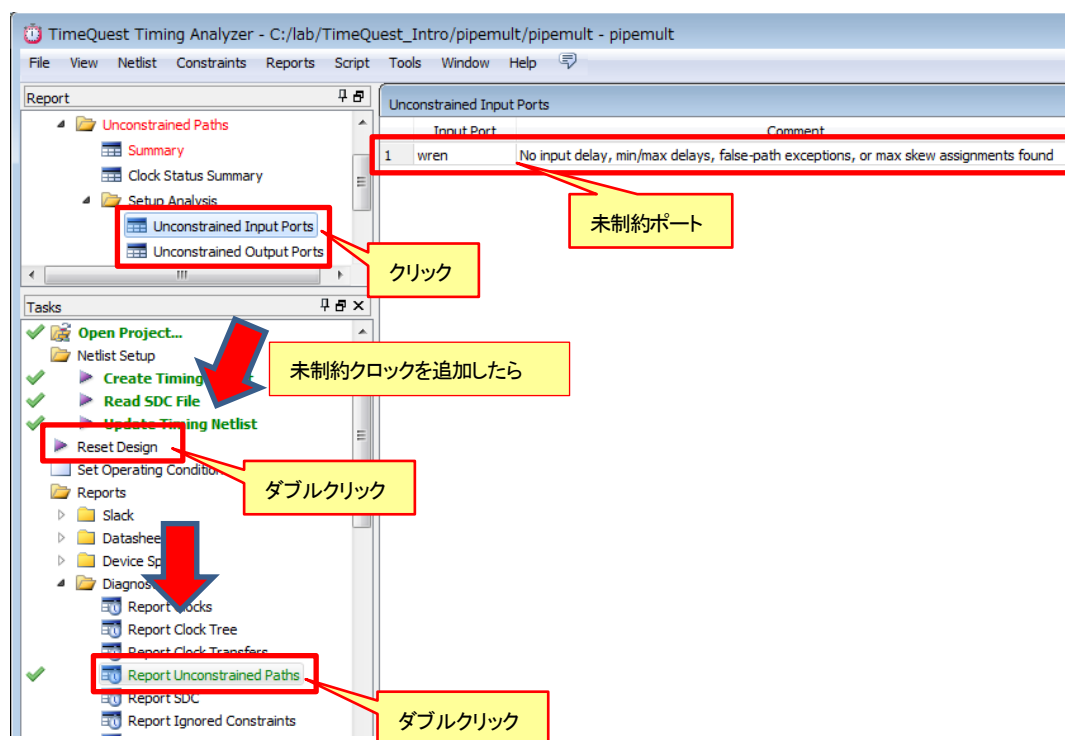 TimeQuest Timing Analyzer - C:/lab/TimeQuest_Intro/pipemult/pipemult - pipemult
File View Netlist Constraints Reports Script Tools Window Help
Report
Unconstrained Paths
Summary
Clock Status Summary
Setup Analysis
Unconstrained Input Ports
Unconstrained Output Ports
クリック
Unconstrained Input Ports
Input Port Comment
1 wren No input delay, min/max delays, false-path exceptions, or max skew assignments found
未制約ポート
Tasks
Open Project...
Netlist Setup
Create Timing
Read SDC File
Update Timing Netlist
未制約クロックを追加したら
Reset Design
Set Operating Condition
ダブルクリック
Reports
Slack
Datashee
Device Sp
Diagnos
Report Clocks
Report Clock Tree
Report Clock Transfers
Report Unconstrained Paths
Report SDC
Report Ignored Constraints
ダブルクリック